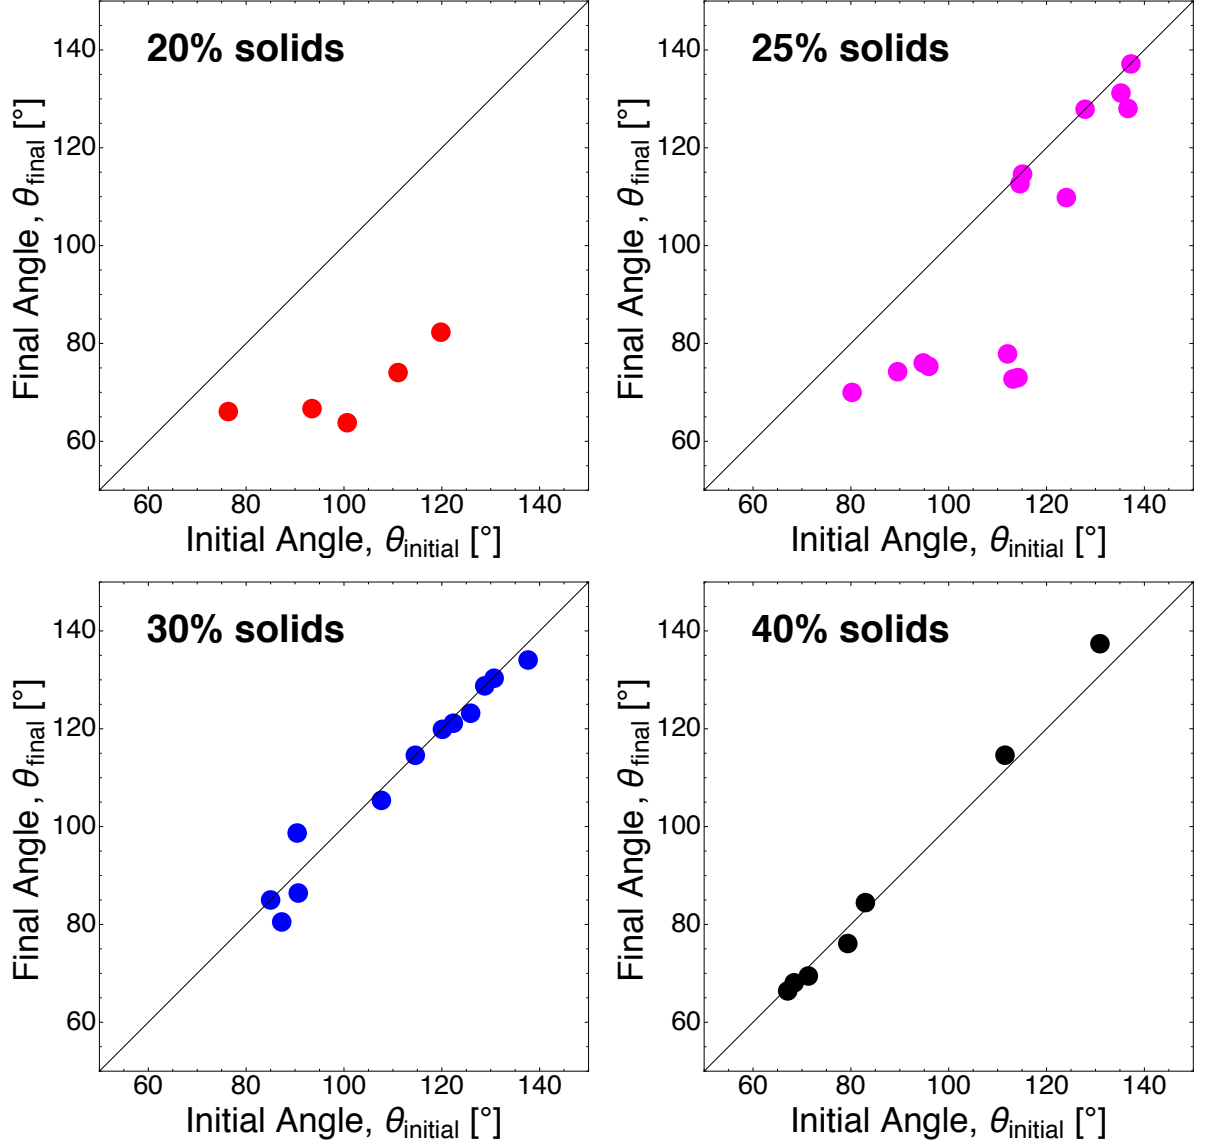 20% solids
Final Angle, θfinal [°]
140
120
100
80
60
60 80 100 120 140
Initial Angle, θinitial [°]
25% solids
Final Angle, θfinal [°]
140
120
100
80
60
60 80 100 120 140
Initial Angle, θinitial [°]
30% solids
Final Angle, θfinal [°]
140
120
100
80
60
60 80 100 120 140
Initial Angle, θinitial [°]
40% solids
Final Angle, θfinal [°]
140
120
100
80
60
60 80 100 120 140
Initial Angle, θinitial [°]